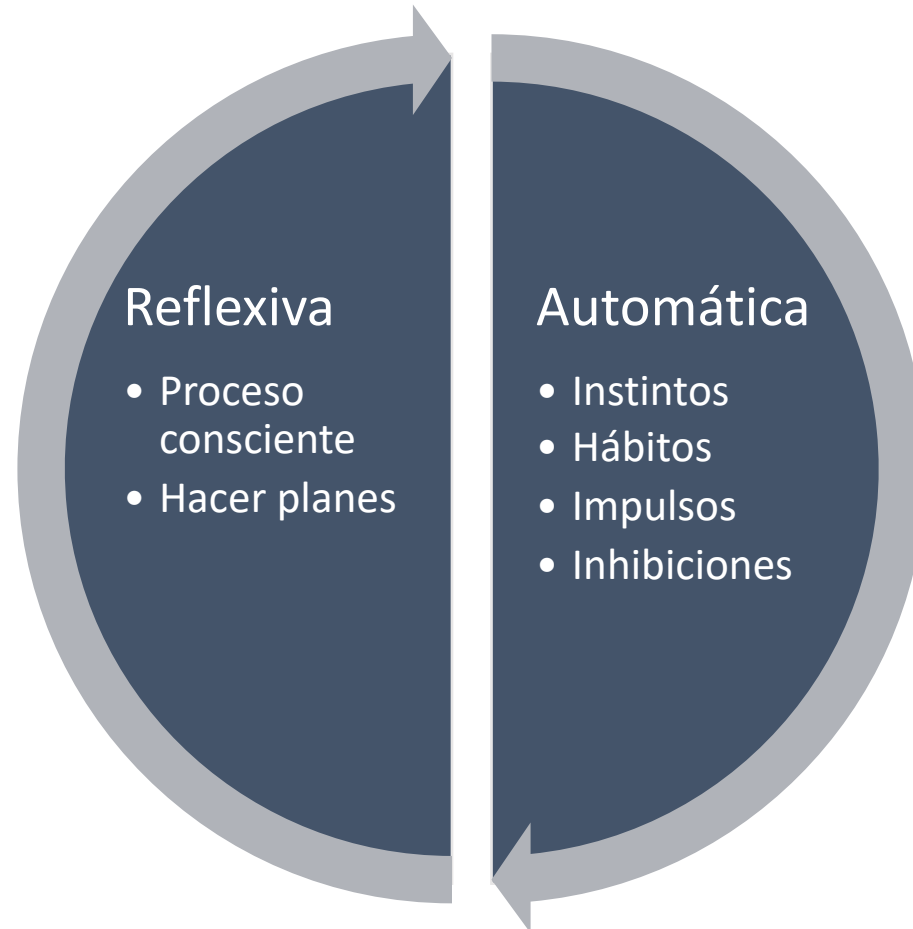 Reflexiva
• Proceso
consciente
• Hacer planes
Automática
• Instintos
• Hábitos
• Impulsos
• Inhibiciones